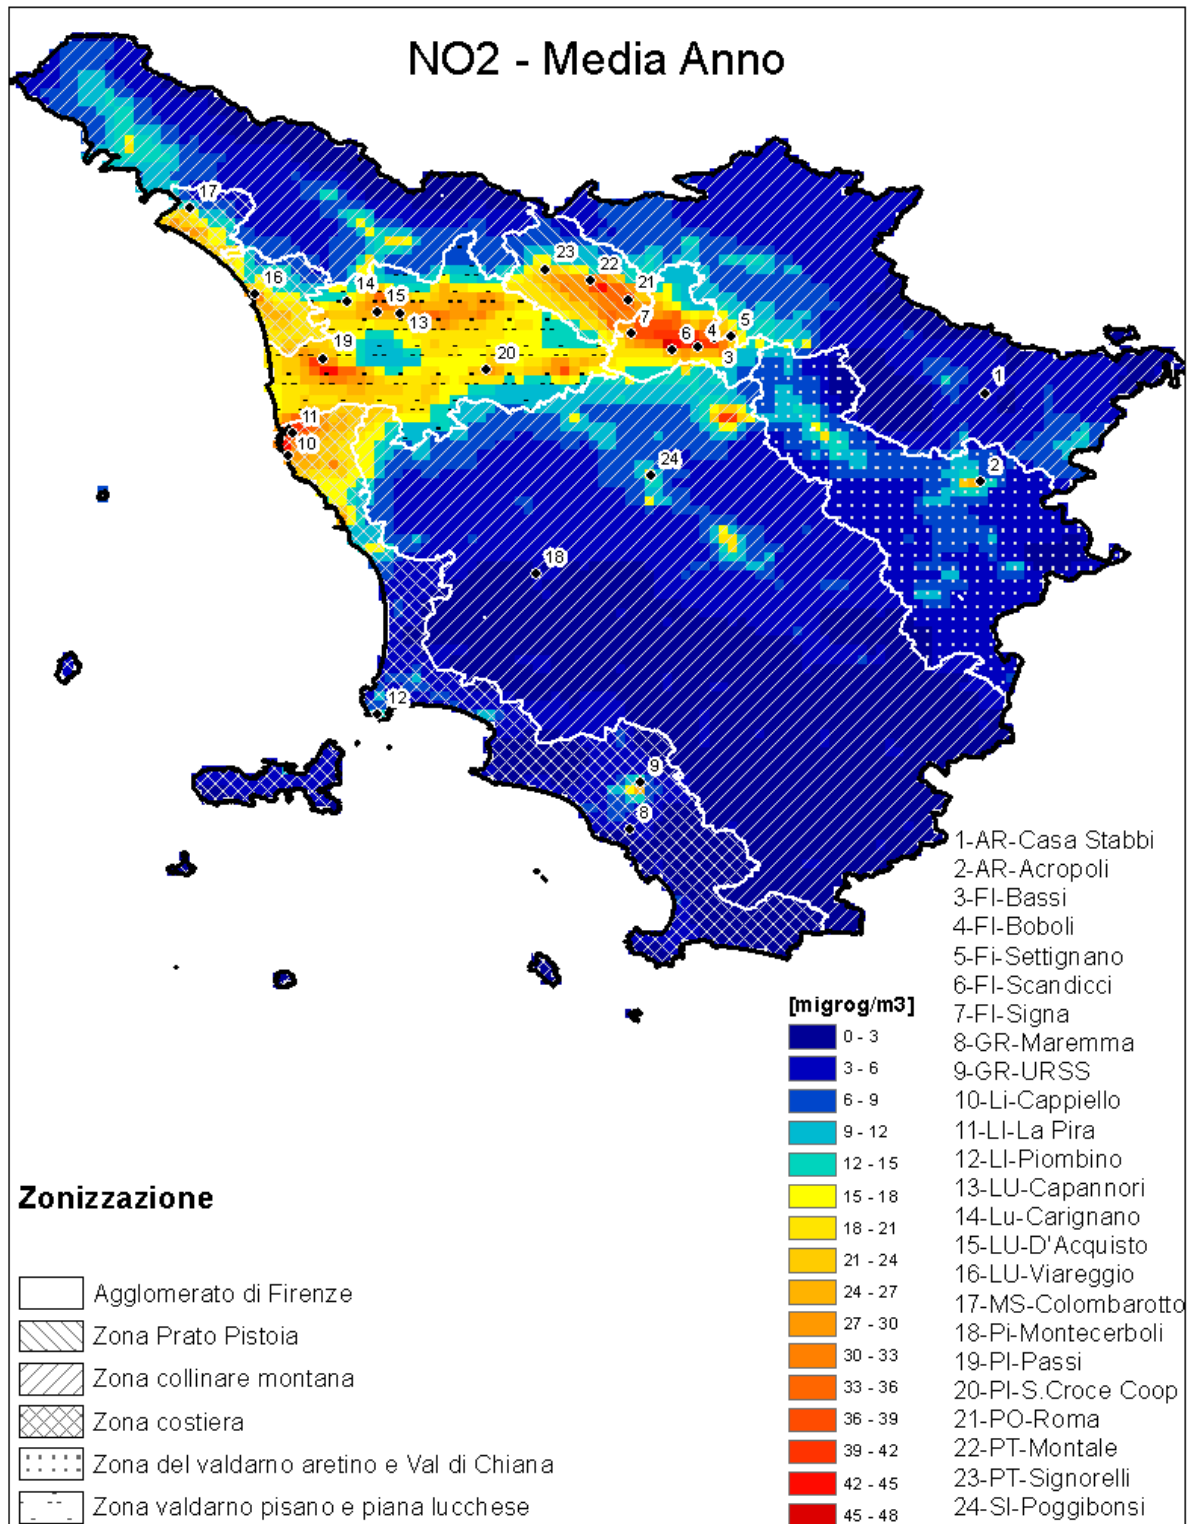 NO2 - Media Anno
17
16
14
15
13
19
20
11
10
23
22
21
7
6
4
5
3
1
2
24
18
12
9
8
1-AR-Casa Stabbi
2-AR-Acropoli
3-FI-Bassi
4-FI-Boboli
5-Fi-Settignano
6-FI-Scandicci
7-FI-Signa
8-GR-Maremma
9-GR-URSS
10-Li-Cappiello
11-LI-La Pira
12-LI-Piombino
13-LU-Capannori
14-Lu-Carignano
15-LU-D'Acquisto
16-LU-Viareggio
17-MS-Colombarotto
18-Pi-Montecerboli
19-PI-Passi
20-PI-S.Croce Coop
21-PO-Roma
22-PT-Montale
23-PT-Signorelli
24-SI-Poggibonsi
[migrog/m3]
0 - 3
3 - 6
6 - 9
9 - 12
12 - 15
15 - 18
18 - 21
21 - 24
24 - 27
27 - 30
30 - 33
33 - 36
36 - 39
39 - 42
42 - 45
45 - 48
Zonizzazione
Agglomerato di Firenze
Zona Prato Pistoia
Zona collinare montana
Zona costiera
Zona del valdarno aretino e Val di Chiana
Zona valdarno pisano e piana lucchese